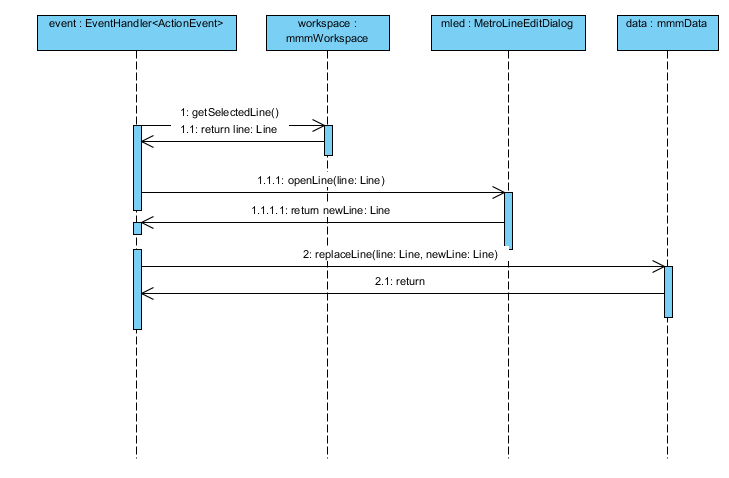 event : EventHandler<ActionEvent>
workspace :
mmmWorkspace
mled : MetroLineEditDialog
data : mmmData
1: getSelectedLine()
1.1: return line: Line
1.1.1: openLine(line: Line)
1.1.1.1: return newLine: Line
2: replaceLine(line: Line, newLine: Line)
2.1: return